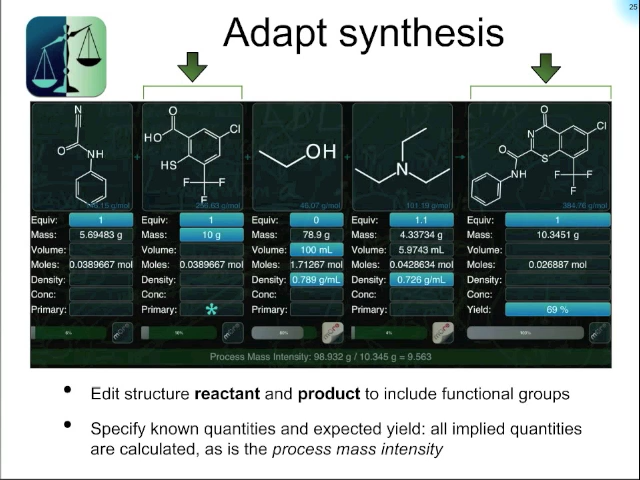 25
Adapt synthesis
N
O
NH
O
HO
Cl
HS
F
F
F
OH
N
O
N
Cl
O
S
NH
F
F
F
+
+
+
256.63 g/mol
46.07 g/mol
101.19 g/mol
384.76 g/mol
Equiv: 1 Equiv: 1 Equiv: 0 Equiv: 1.1 Equiv: 1
Mass: 5.69483 g Mass: 10 g Mass: 78.9 g Mass: 4.33734 g Mass: 10.3451 g
Volume: Volume: Volume: 100 mL Volume: 5.9743 mL Volume:
Moles: 0.0389667 mol Moles: 0.0389667 mol Moles: 1.71267 mol Moles: 0.0428634 mol Moles: 0.026887 mol
Density: Density: Density: 0.789 g/mL Density: 0.726 g/mL Density:
Conc: Conc: Conc: Conc: Conc:
Primary: Primary: * Primary: Primary: Yield: 69 %
Process Mass Intensity: 98.932 g / 10.345 g = 9.563
• Edit structure reactant and product to include functional groups
• Specify known quantities and expected yield: all implied quantities
are calculated, as is the process mass intensity